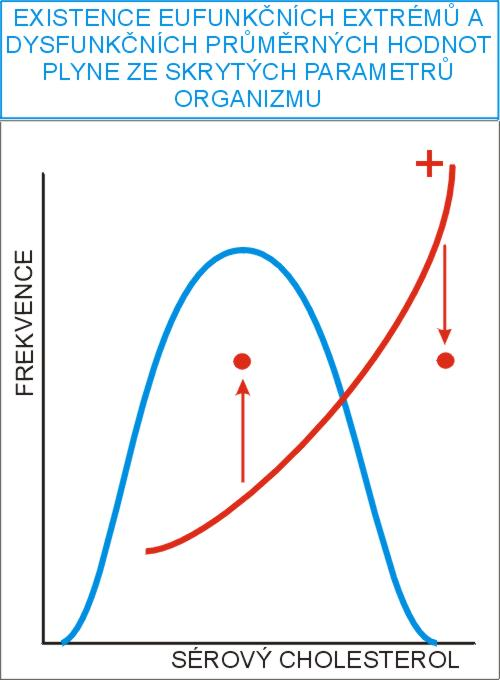 EXISTENCE EUFUNKČNÍCH EXTRÉMŮ A
DYSFUNKČNÍCH PRŮMĚRNÝCH HODNOT
PLYNE ZE SKRYTÝCH PARAMETRŮ
ORGANIZMU
+
FREKVENCE
SÉROVÝ CHOLESTEROL